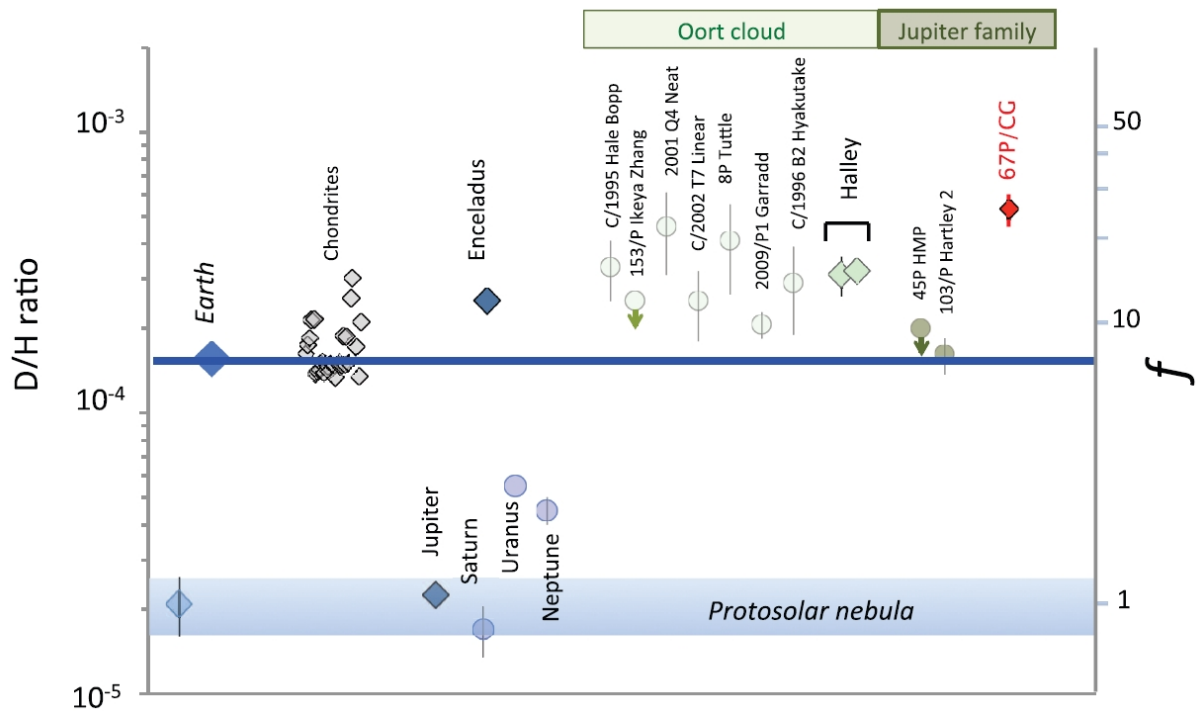 Oort cloud
Jupiter family
10-3
10-4
10-5
D/H ratio
50
10
1
f
Earth
Chondrites
Enceladus
Jupiter
Saturn
Uranus
Neptune
C/1995 Hale Bopp
153/P Ikeya Zhang
2001 Q4 Neat
C/2002 T7 Linear
8P Tuttle
2009/P1 Garradd
C/1996 B2 Hyakutake
Halley
45P HMP
103/P Hartley 2
67P/CG
Protosolar nebula